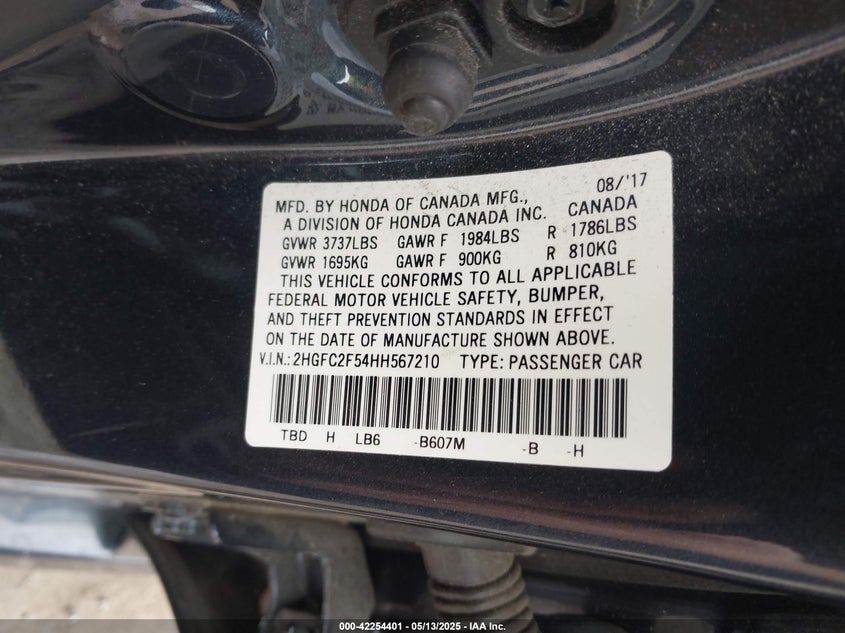 08/'17
MFD. BY HONDA OF CANADA MFG., CANADA
A DIVISION OF HONDA CANADA INC.
GVWR 3737LBS GAWR F 1984LBS R 1786LBS
GVWR 1695KG GAWR F 900KG R 810KG
THIS VEHICLE CONFORMS TO ALL APPLICABLE
FEDERAL MOTOR VEHICLE SAFETY, BUMPER,
AND THEFT PREVENTION STANDARDS IN EFFECT
ON THE DATE OF MANUFACTURE SHOWN ABOVE.
V.I.N.: 2HGFC2F54HH567210 TYPE: PASSENGER CAR
TBD H LB6 -B607M -B -H
000-42254401 - 05/13/2025 - IAA Inc.